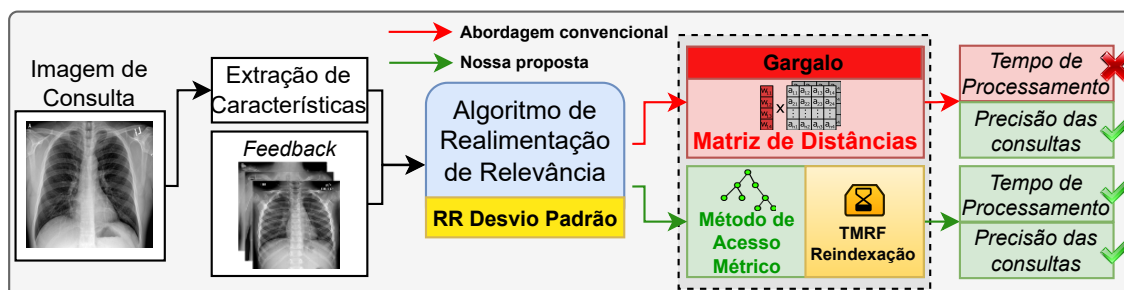 Abordagem convencional
Nossa proposta
Imagem de
Consulta
Extração de
Características
Feedback
Algoritmo de
Realimentação
de Relevância
RR Desvio Padrão
Gargalo
X
Matriz de Distâncias
Método de
Acesso
Métrico
TMRF
Reindexação
Tempo de
Processamento
Precisão das
consultas
Tempo de
Processamento
Precisão das
consultas